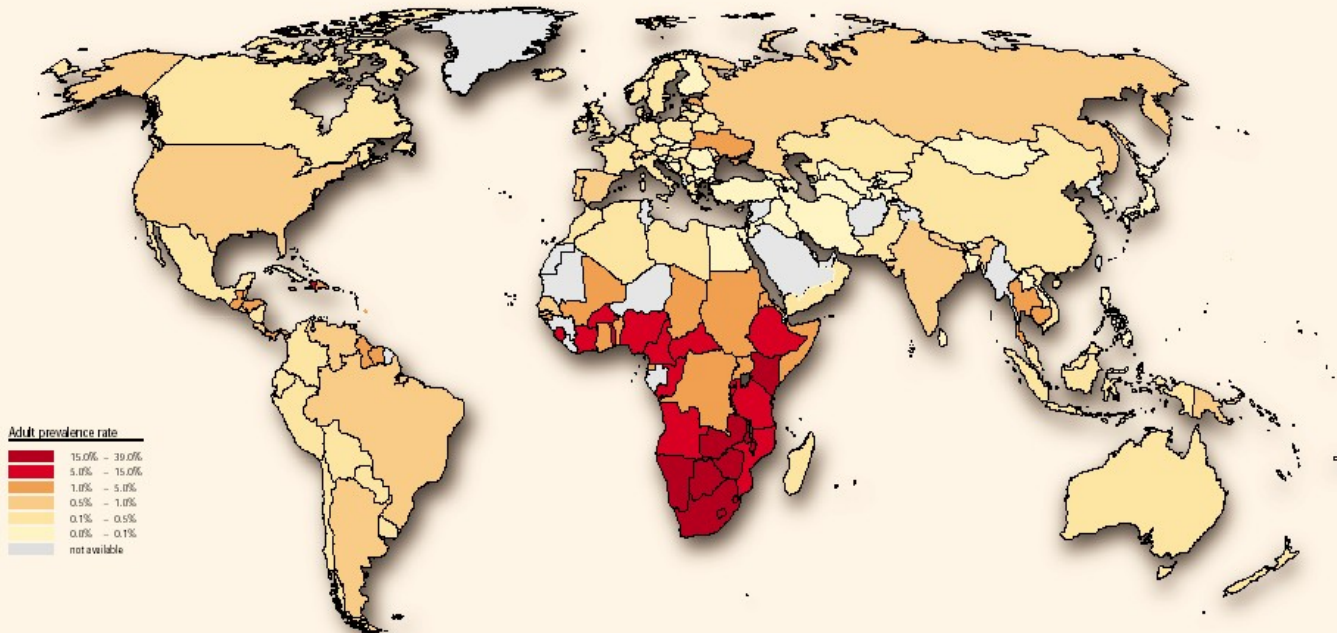 Adult prevalence rate
15.0% – 39.0%
5.0% – 15.0%
1.0% – 5.0%
0.5% – 1.0%
0.1% – 0.5%
0.0% – 0.1%
not available